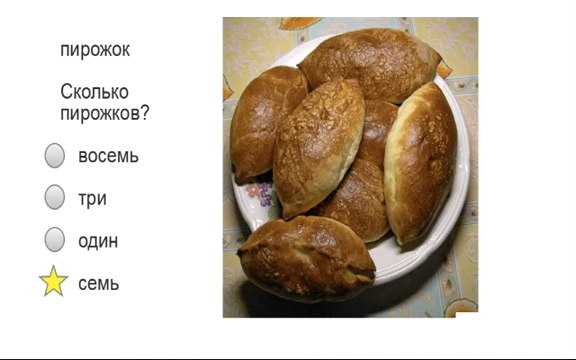 пирожок
Сколько
пирожков?
восемь
три
один
семь